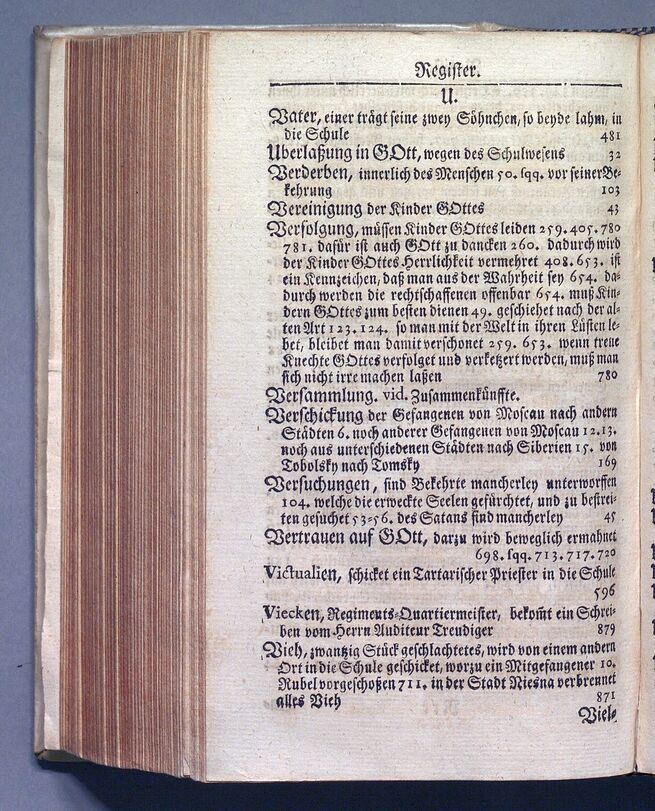 Register.
U.
Vater, einer trägt seine zwey Söhnchen, so beyde lahm, in
die Schule 481
Uberlaßung in GOtt, wegen des Schulwesens 32
Verderben, innerlich des Menschen 50. sqq. vor seiner Be-
kehrung 103
Vereinigung der Kinder GOttes 43
Verfolgung, müssen Kinder GOttes leiden 259. 405. 780
781. dafür ist auch GOtt zu dancken 260. dadurch wird
der Kinder GOttes Herrlichkeit vermehret 408. 653. ist
ein Kennzeichen, daß man aus der Wahrheit sey 654. da-
durch werden die rechtschaffenen offenbar 654. muß Kin-
dern GOttes zum besten dienen 49. geschiehet nach der al-
ten Art 123. 124. so man mit der Welt in ihren Lüsten le-
bet, bleibet man damit verschonet 259. 653. wenn treue
Knechte GOttes verfolget und verketzert werden, muß man
sich nicht irre machen laßen 780
Versammlung. vid. Zusammenkünffte.
Verschickung der Gefangenen von Moscau nach andern
Städten 6. noch anderer Gefangenen von Moscau 12. 13.
noch aus unterschiedenen Städten nach Siberien 15. von
Tobolsky nach Tomsky 169
Versuchungen, sind Bekehrte mancherley unterworffen
104. welche die erweckte Seelen gefürchtet, und zu bestrei-
ten gesuchet 53-56. des Satans sind mancherley 45
Vertrauen auf GOtt, darzu wird beweglich ermahnet
698. sqq. 713. 717. 720
Victualien, schicket ein Tartarischer Priester in die Schule
596
Viecken, Regiments-Quartiermeister, bekomt ein Schrei-
ben vom Herrn Auditeur Treudiger 879
Vieh, zwantzig Stück geschlachtetes, wird von einem andern
Ort in die Schule geschicket, worzu ein Mitgefangener 10.
Rubel vorgeschoßen 711. in der Stadt Riesna verbrennet
alles Vieh 871
Viel-